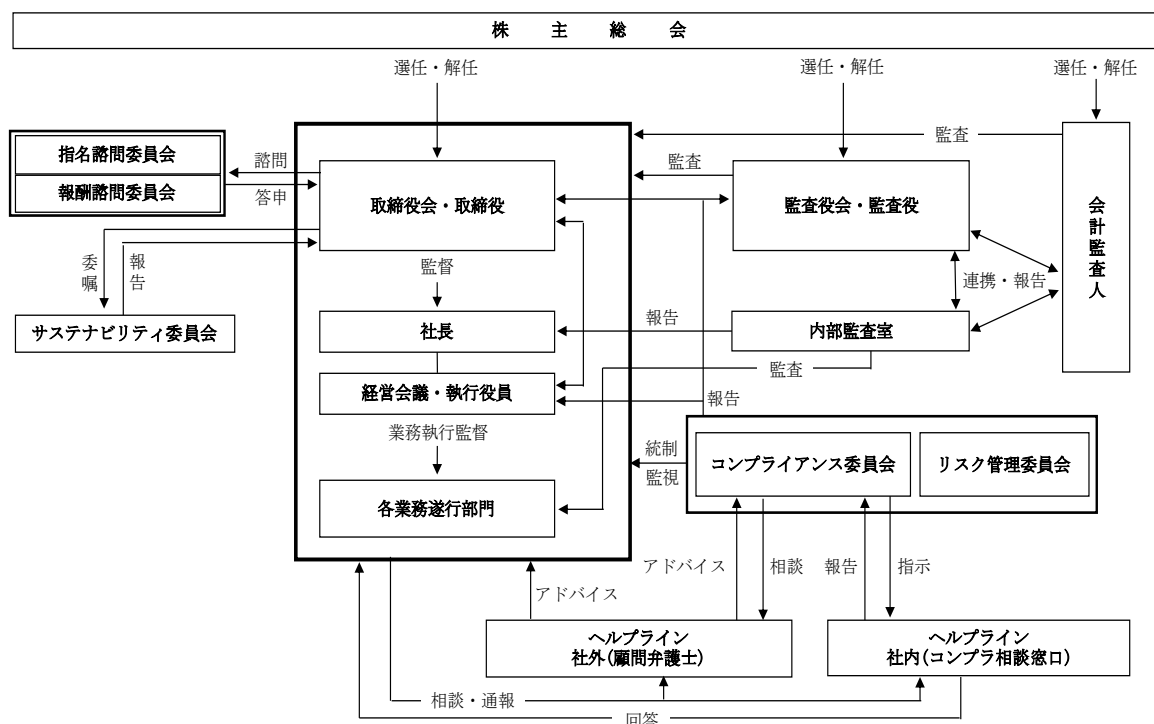 株主総会
選任・解任
選任・解任
選任・解任
監査
指名諮問委員会
諮問
監査
報酬諮問委員会
答申
取締役会・取締役
監査役会・監査役
会計監査人
委嘱
報告
監督
連携・報告
サステナビリティ委員会
社長
報告
内部監査室
監査
経営会議・執行役員
報告
業務執行監督
統制
監視
コンプライアンス委員会
リスク管理委員会
各業務遂行部門
アドバイス
相談
報告
指示
アドバイス
ヘルプライン
社外(顧問弁護士)
ヘルプライン
社内(コンプラ相談窓口)
相談・通報
回答